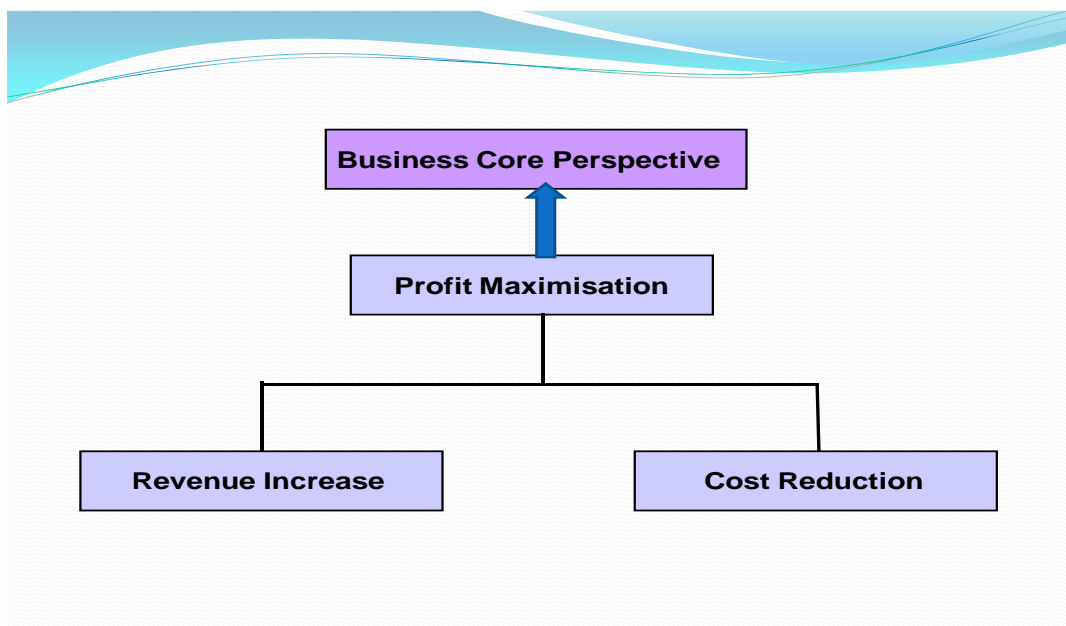 Business Core Perspective
Profit Maximisation
Revenue Increase
Cost Reduction